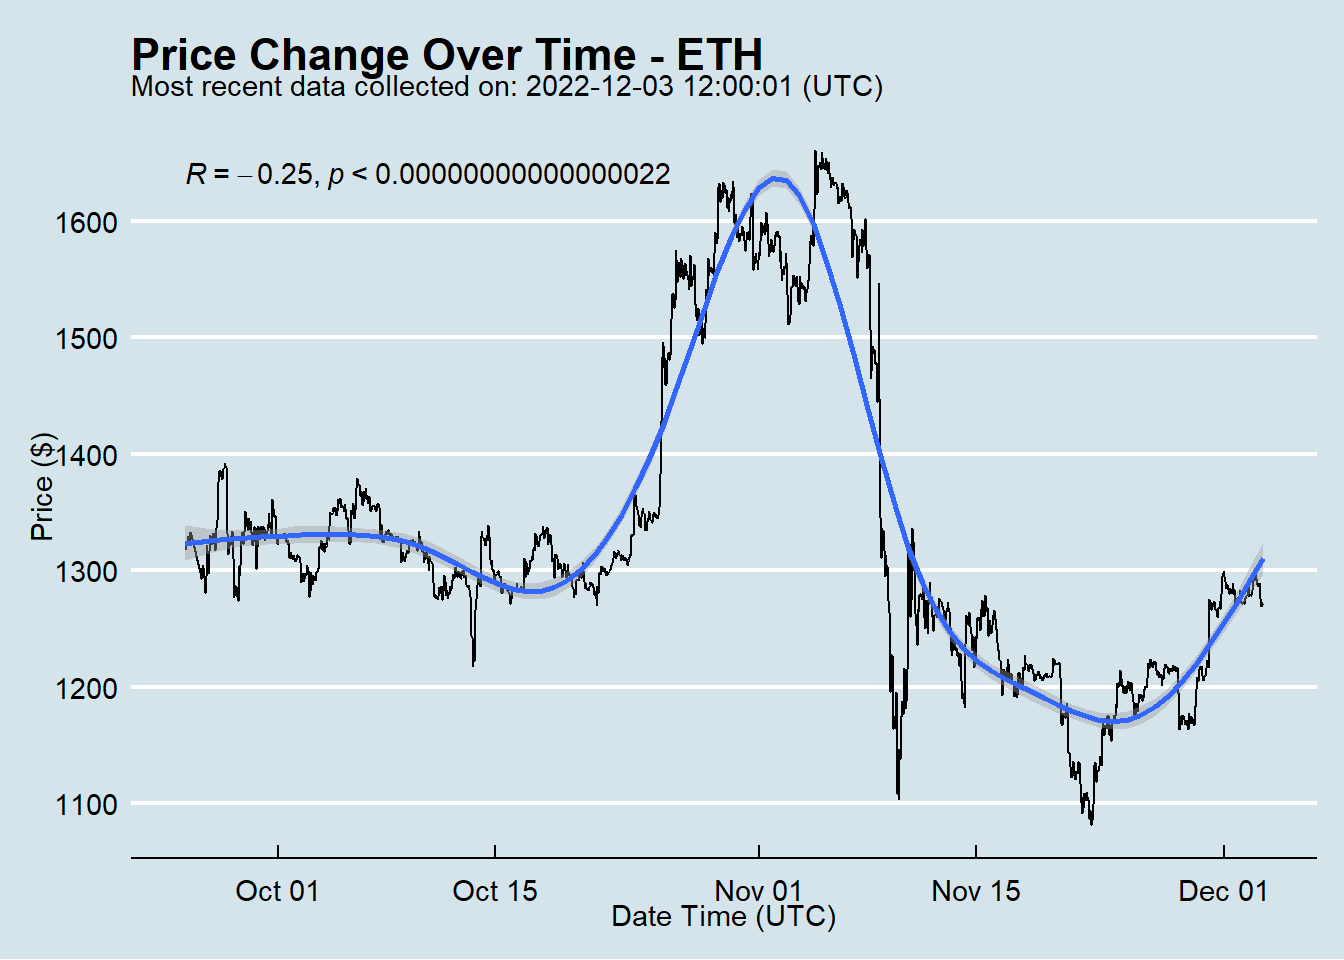 Price Change Over Time - ETH
Most recent data collected on: 2022-12-03 12:00:01 (UTC)
R = −0.25, p < 0.00000000000000022
1600
1500
1400
1300
1200
1100
Price ($)
Oct 01
Oct 15
Nov 01
Nov 15
Dec 01
Date Time (UTC)